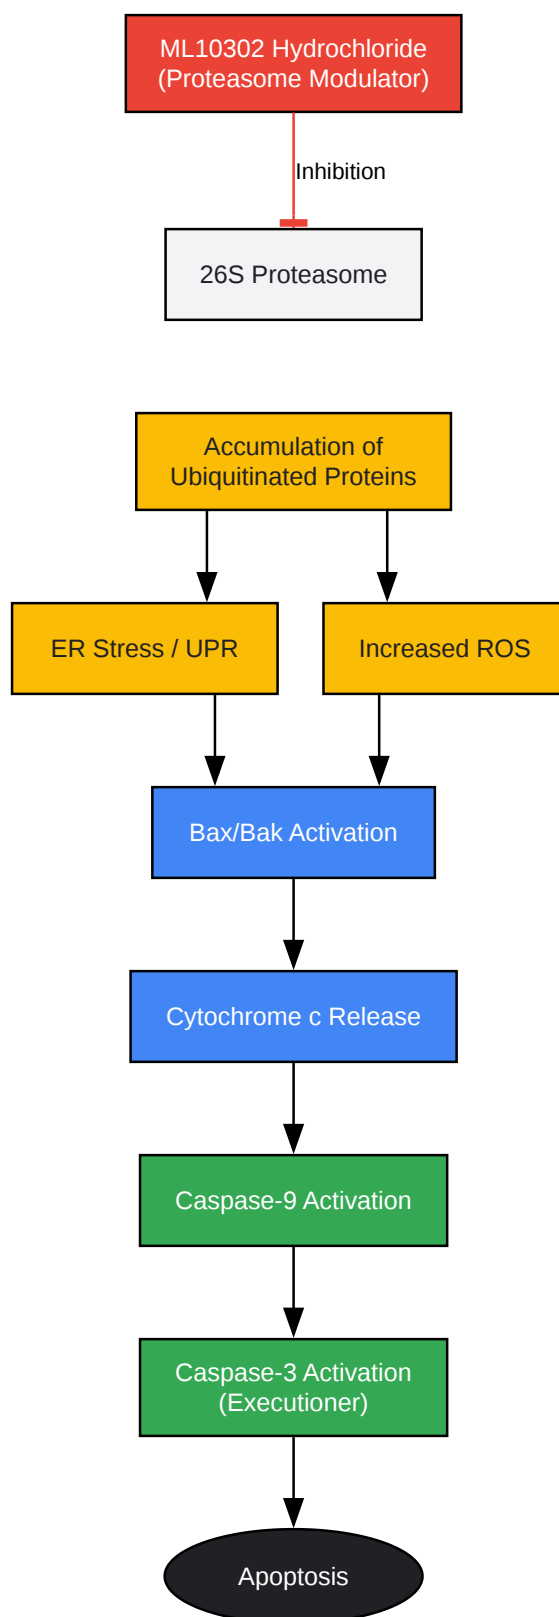 ML10302 Hydrochloride
(Proteasome Modulator)
Inhibition
26S Proteasome
Accumulation of
Ubiquitinated Proteins
ER Stress / UPR
Increased ROS
Bax/Bak Activation
Cytochrome c Release
Caspase-9 Activation
Caspase-3 Activation
(Executioner)
Apoptosis